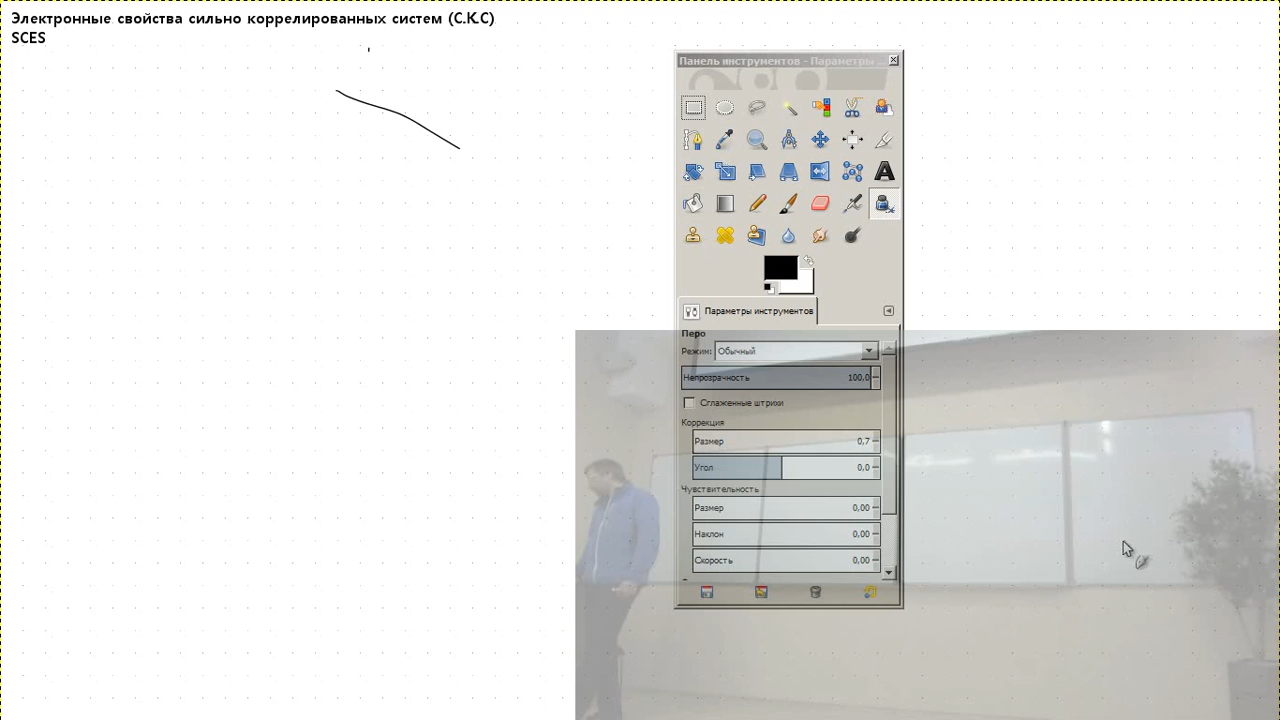 Электронные свойства сильно коррелированных систем (С.К.С)
SCES
Панель инструментов - Параметры ...
Параметры инструментов
Перо
Режим: Обычный
Непрозрачность 100,0
Сглаженные штрихи
Коррекция
Размер 0,7
Угол 0,0
Чувствительность
Размер 0,00
Наклон 0,00
Скорость 0,00